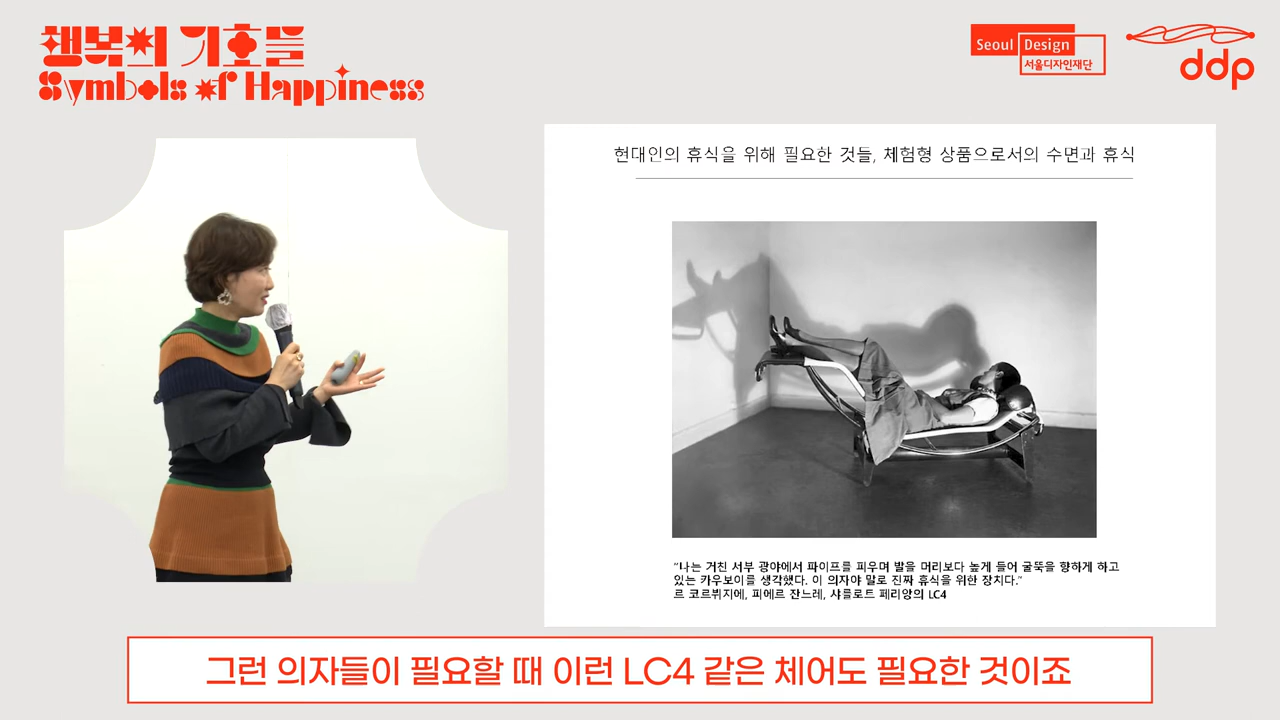 행복의 기호들
Symbols of Happiness
Seoul Design
서울디자인재단
ddp
현대인의 휴식을 위해 필요한 것들, 체험형 상품으로서의 수면과 휴식
“나는 거친 서부 광야에서 파이프를 피우며 발을 머리보다 높게 들어 굴뚝을 향하게 하고
있는 카우보이를 생각했다. 이 의자야 말로 진짜 휴식을 위한 장치다.”
르 코르뷔지에, 피에르 잔느레, 샤를로트 페리앙의 LC4
그런 의자들이 필요할 때 이런 LC4 같은 체어도 필요한 것이죠